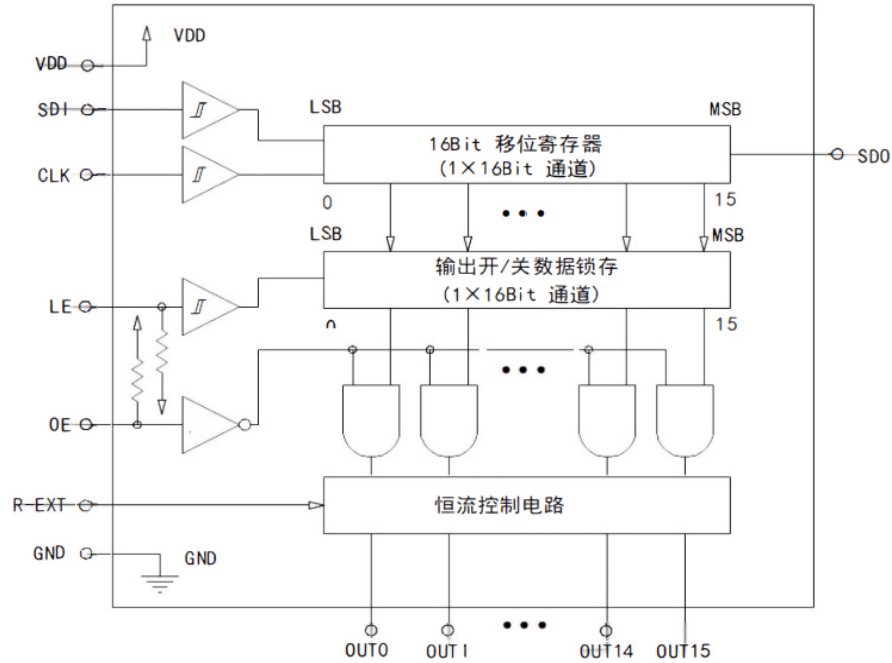 VDD
VDD
SDI
LSB
MSB
16Bit 移位寄存器
(1×16Bit 通道)
SDO
CLK
0
15
LSB
MSB
输出开/关数据锁存
(1×16Bit 通道)
LE
0
15
OE
R-EXT
恒流控制电路
GND
GND
OUT0
OUT1
OUT14
OUT15